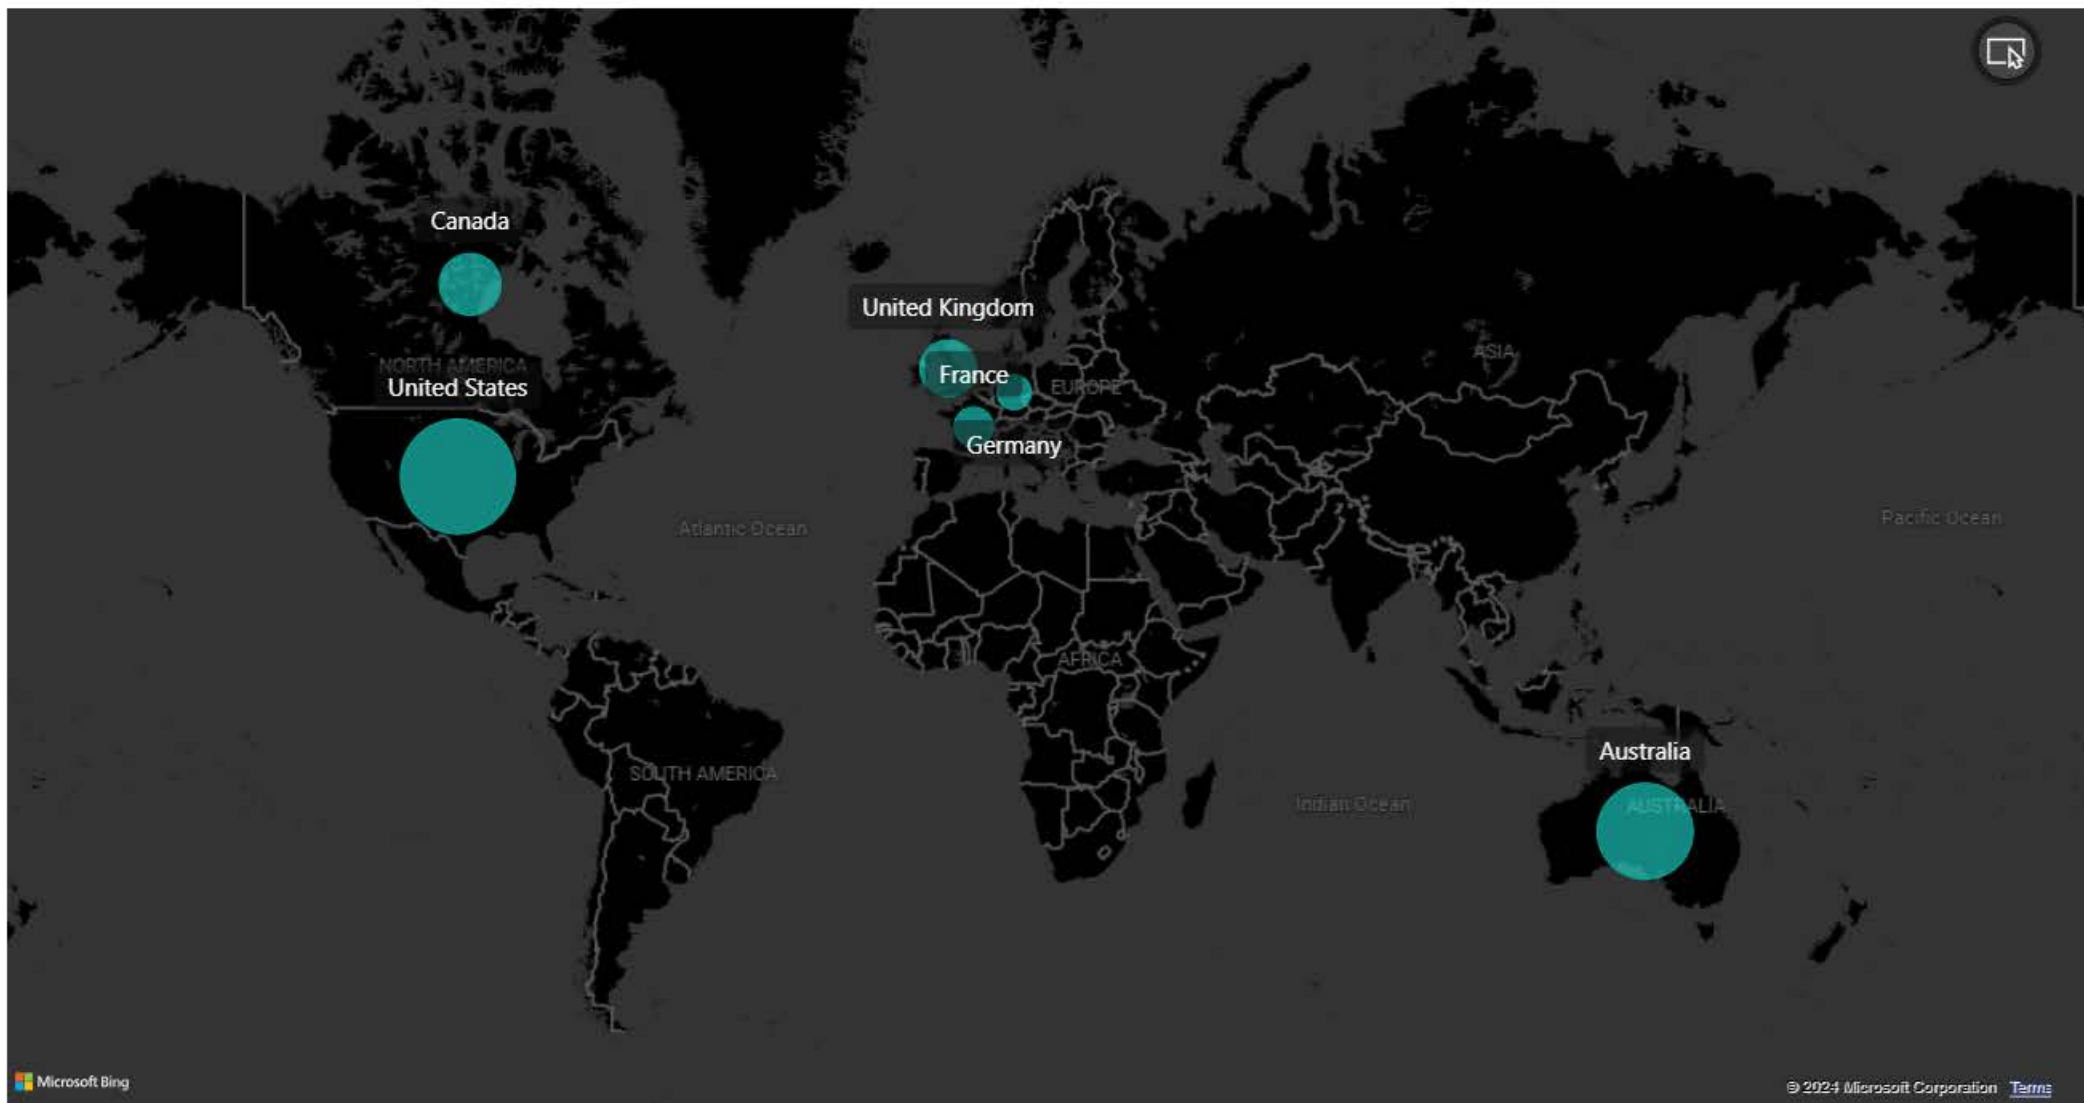 Canada
United Kingdom
NORTH AMERICA
ASIA
France
EUROPE
United States
Germany
Atlantic Ocean
Pacific Ocean
AFRICA
Australia
SOUTH AMERICA
Indian Ocean
AUSTRALIA
Microsoft Bing
© 2024 Microsoft Corporation Terms